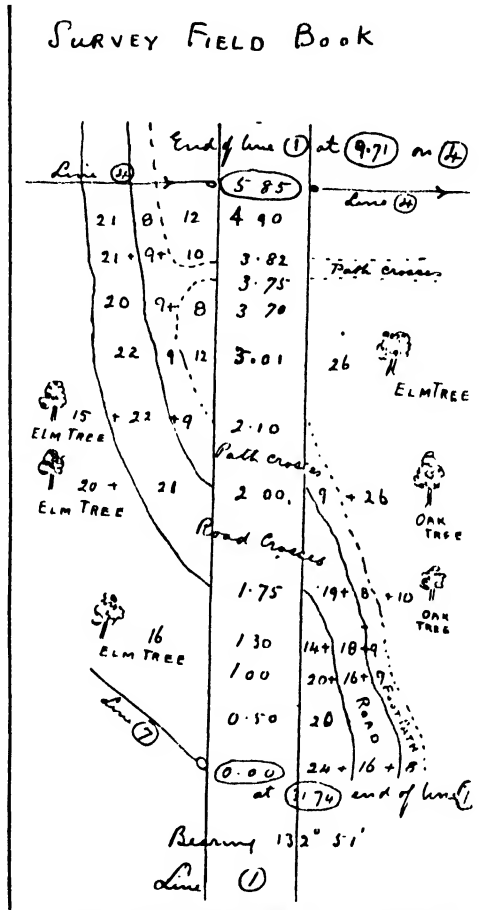 SURVEY FIELD BOOK
End of line ① at 9.71 on ④
Line ④ 5 85 Line ④
21 8 12 4 90
21 + 9 + 10 3.82 Path crosses
3.75
20 9+ 8 3 70
22 9 12 3.01 26 ELM TREE
ELM TREE 15 + 22 + 9 2.10
Path crosses
ELM TREE 20 + 21 2 00. 9 + 26 OAK TREE
Road Crosses
1.75 19 + 8 + 10 OAK TREE
ELM TREE 16 1 30 14 + 18 + 9
1 00 20 + 16 + 9
Line ⑦ 0.50 20 ROAD FOOTPATH
0.00 24 + 16 + 8
at 1174 end of line
Bearing 132° 51'
Line ①